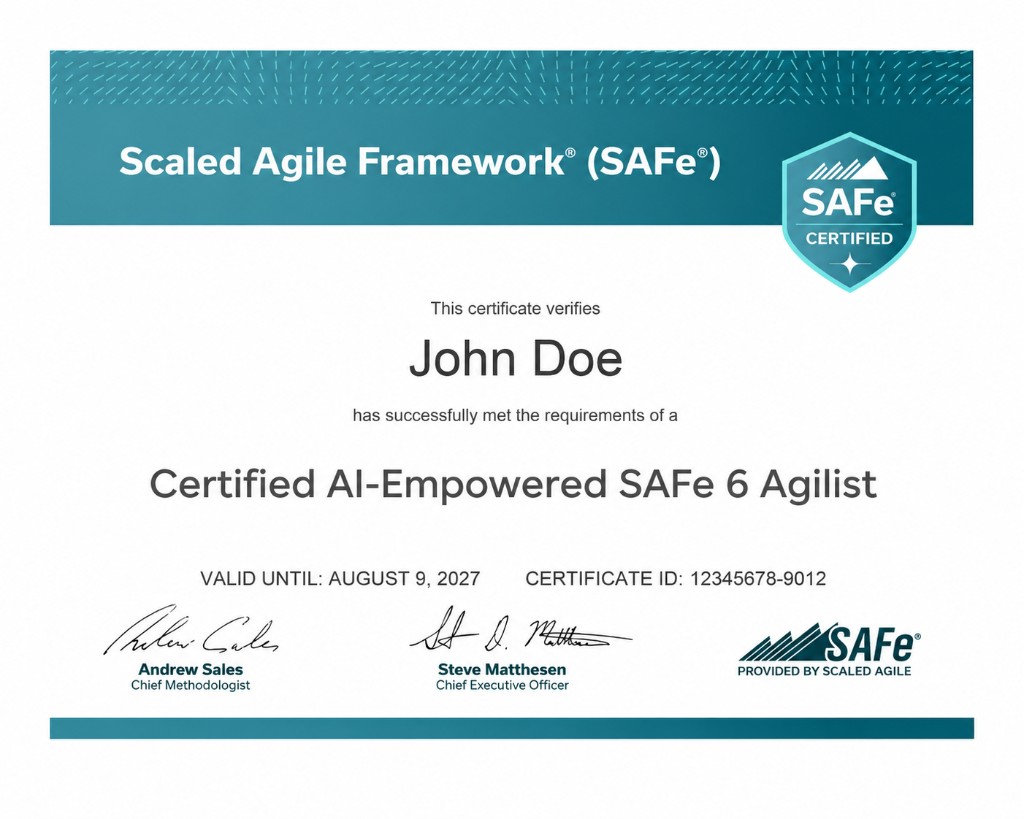 Scaled Agile Framework® (SAFe®)
SAFe®
CERTIFIED
This certificate verifies
John Doe
has successfully met the requirements of a
Certified AI-Empowered SAFe 6 Agilist
VALID UNTIL: AUGUST 9, 2027 CERTIFICATE ID: 12345678-9012
Andrew Sales
Chief Methodologist
Steve Matthesen
Chief Executive Officer
SAFe®
PROVIDED BY SCALED AGILE